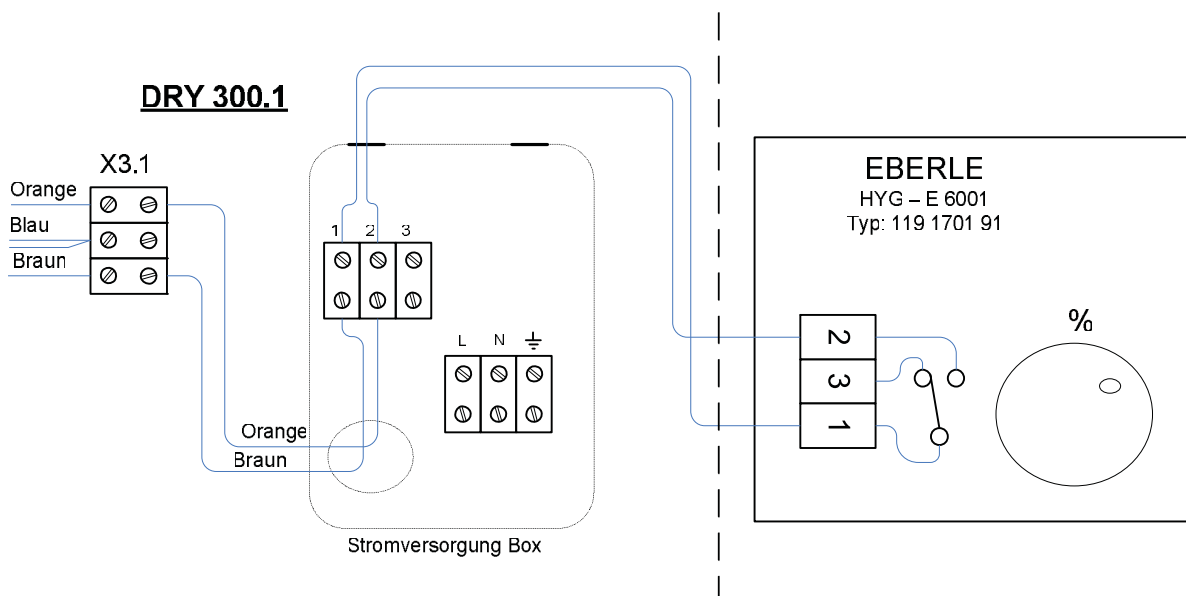 DRY 300.1
X3.1
Orange
Blau
Braun
1 2 3
L N
Orange
Braun
Stromversorgung Box
EBERLE
HYG – E 6001
Typ: 119 1701 91
%
2
3
1